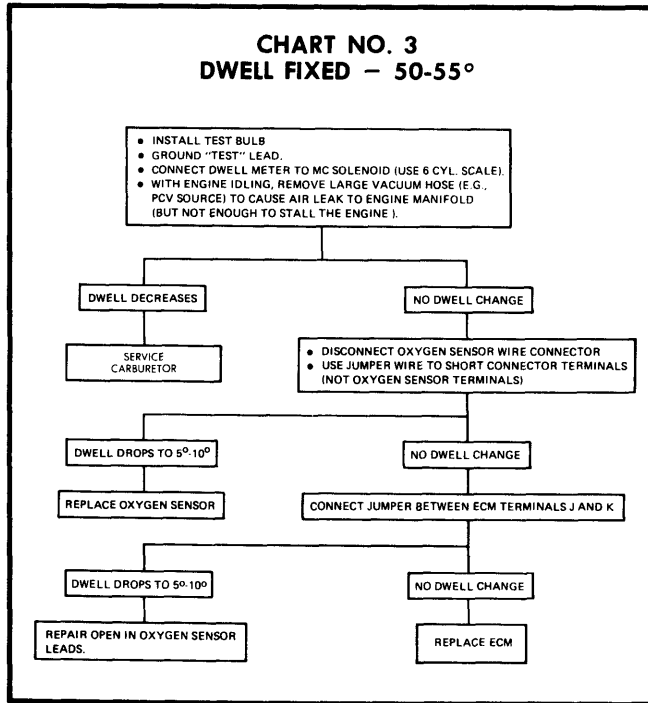 CHART NO. 3
DWELL FIXED – 50-55°
• INSTALL TEST BULB
• GROUND "TEST" LEAD.
• CONNECT DWELL METER TO MC SOLENOID (USE 6 CYL. SCALE).
• WITH ENGINE IDLING, REMOVE LARGE VACUUM HOSE (E.G.,
PCV SOURCE) TO CAUSE AIR LEAK TO ENGINE MANIFOLD
(BUT NOT ENOUGH TO STALL THE ENGINE ).
DWELL DECREASES
NO DWELL CHANGE
SERVICE
CARBURETOR
• DISCONNECT OXYGEN SENSOR WIRE CONNECTOR
• USE JUMPER WIRE TO SHORT CONNECTOR TERMINALS
(NOT OXYGEN SENSOR TERMINALS)
DWELL DROPS TO 5°-10°
NO DWELL CHANGE
REPLACE OXYGEN SENSOR
CONNECT JUMPER BETWEEN ECM TERMINALS J AND K
DWELL DROPS TO 5°-10°
NO DWELL CHANGE
REPAIR OPEN IN OXYGEN SENSOR
LEADS.
REPLACE ECM